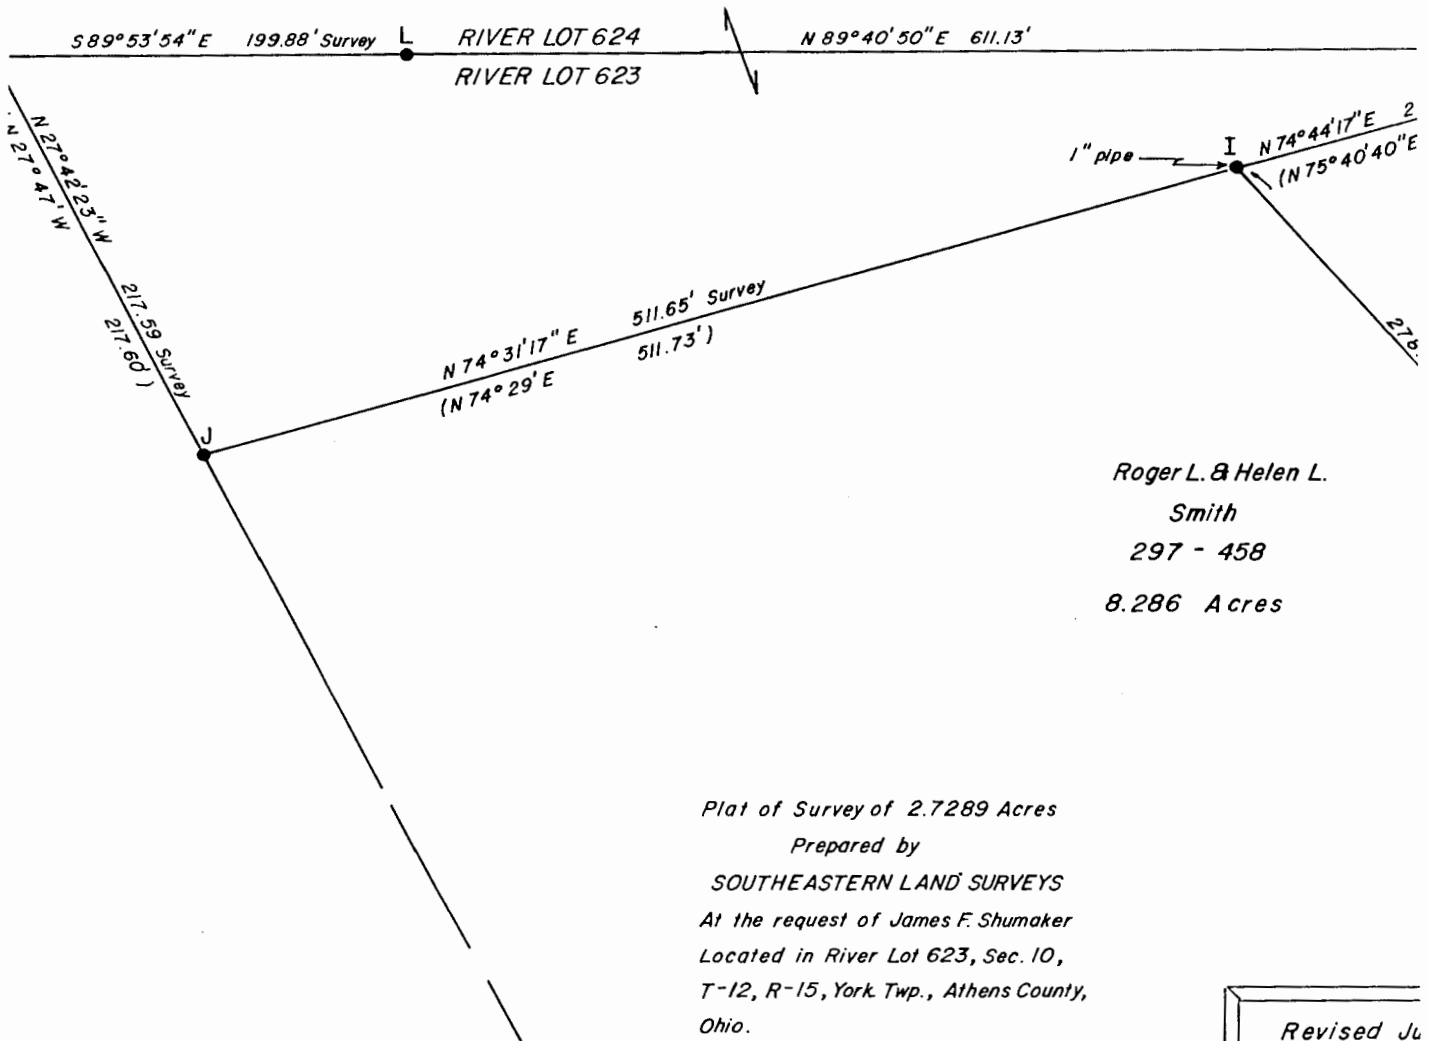 S 89° 53' 54" E 199.88' Survey L RIVER LOT 624 N 89° 40' 50" E 611.13'
RIVER LOT 623
N 27° 42' 23" W 217.59 Survey
N 27° 47' W 217.60')
1" pipe I N 74° 44' 17" E 2
(N 75° 40' 40" E
278.
J N 74° 31' 17" E 511.65' Survey
(N 74° 29' E 511.73')
Roger L. & Helen L.
Smith
297 - 458
8.286 Acres
Plat of Survey of 2.7289 Acres
Prepared by
SOUTHEASTERN LAND SURVEYS
At the request of James F. Shumaker
Located in River Lot 623, Sec. 10,
T-12, R-15, York Twp., Athens County,
Ohio.
Revised Ju